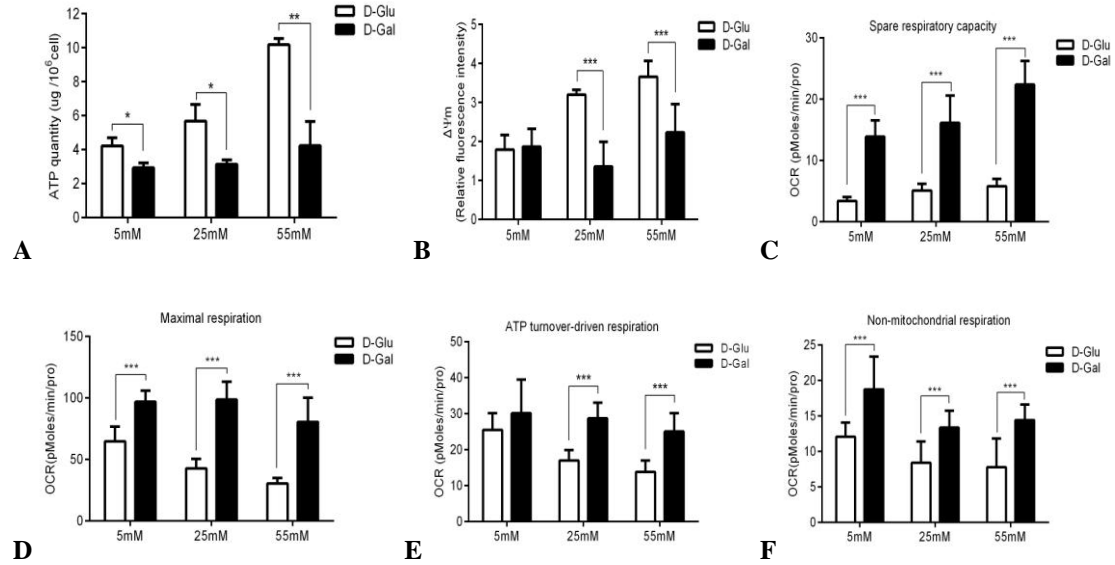 D-Glu
D-Gal
ATP quantity (ug /10⁶cell)
12
10
8
6
4
2
0
*
*
**
5mM
25mM
55mM
A
D-Glu
D-Gal
ΔΨm
(Relative fluorescence intensity)
5
4
3
2
1
0
***
***
5mM
25mM
55mM
B
Spare respiratory capacity
D-Glu
D-Gal
OCR (pMoles/min/pro)
30
20
10
0
***
***
***
5mM
25mM
55mM
C
Maximal respiration
D-Glu
D-Gal
OCR(pMoles/min/pro)
150
100
50
0
***
***
***
5mM
25mM
55mM
D
ATP turnover-driven respiration
D-Glu
D-Gal
OCR (pMoles/min/pro)
50
40
30
20
10
0
***
***
5mM
25mM
55mM
E
Non-mitochondrial respiration
D-Glu
D-Gal
OCR(pMoles/min/pro)
25
20
15
10
5
0
***
***
***
5mM
25mM
55mM
F